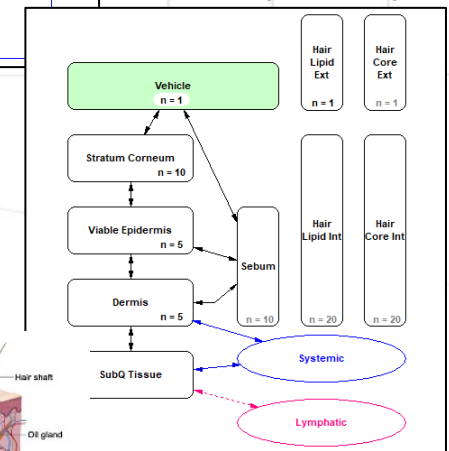 Hair
Lipid
Ext
n = 1
Hair
Core
Ext
n = 1
Vehicle
n = 1
Stratum Corneum
n = 10
Viable Epidermis
n = 5
Sebum
n = 10
Hair
Lipid Int
n = 20
Hair
Core Int
n = 20
Dermis
n = 5
SubQ Tissue
Systemic
Lymphatic
Hair shaft
Oil gland